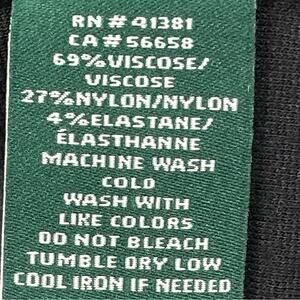 RN # 41381
CA # 56658
69%VISCOSE/
VISCOSE
27%NYLON/NYLON
4%ELASTANE/
ÉLASTHANNE
MACHINE WASH
COLD
WASH WITH
LIKE COLORS
DO NOT BLEACH
TUMBLE DRY LOW
COOL IRON IF NEEDED